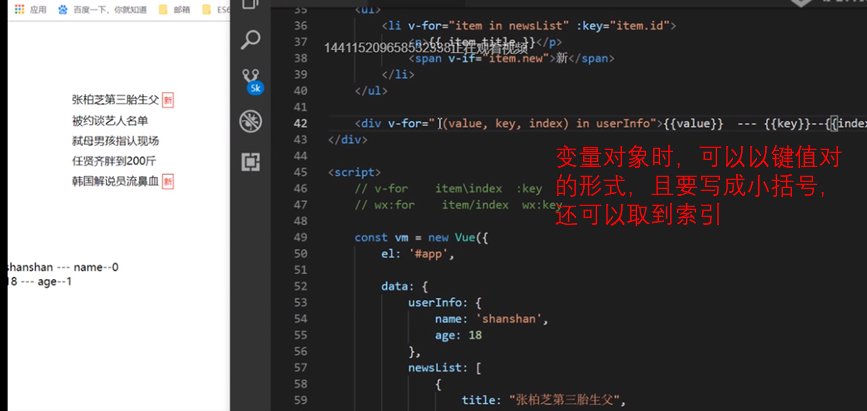 应用 百度一下，你就知道 邮箱
张柏芝第三胎生父 新
被约谈艺人名单
弑母男孩指认现场
任贤齐胖到200斤
韩国解说员流鼻血 新
shanshan --- name--0
18 --- age--1
5k
35 <ul>
36 <li v-for="item in newsList" :key="item.id">
37 <p>{{ item.title }}</p>
144115209658532338正在观看视频
38 <span v-if="item.new">新</span>
39 </li>
40 </ul>
41
42 <div v-for="(value, key, index) in userInfo">{{value}} --- {{key}}--{{index
43 </div>
44
45 <script>
46 // v-for item\index :key
47 // wx:for item/index wx:key
48
49 const vm = new Vue({
50 el: '#app',
51
52 data: {
53 userInfo: {
54 name: 'shanshan',
55 age: 18
56 },
57 newsList: [
58 {
59 title: "张柏芝第三胎生父",
变量对象时，可以以键值对
的形式，且要写成小括号，
还可以取到索引